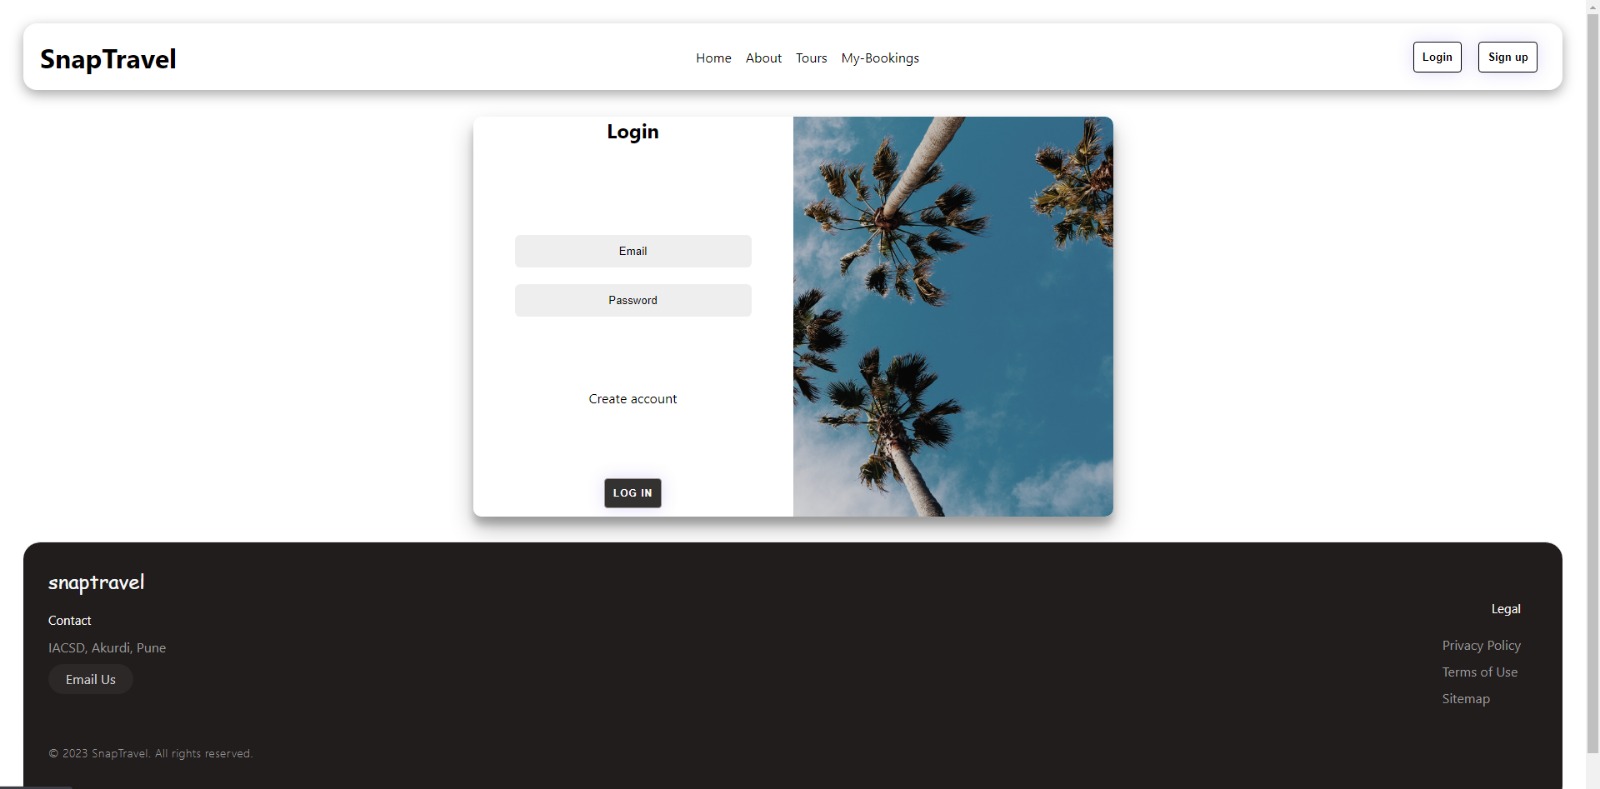 SnapTravel
Home About Tours My-Bookings
Login Sign up
Login
Email
Password
Create account
LOG IN
snaptravel
Contact
IACSD, Akurdi, Pune
Email Us
Legal
Privacy Policy
Terms of Use
Sitemap
© 2023 SnapTravel. All rights reserved.